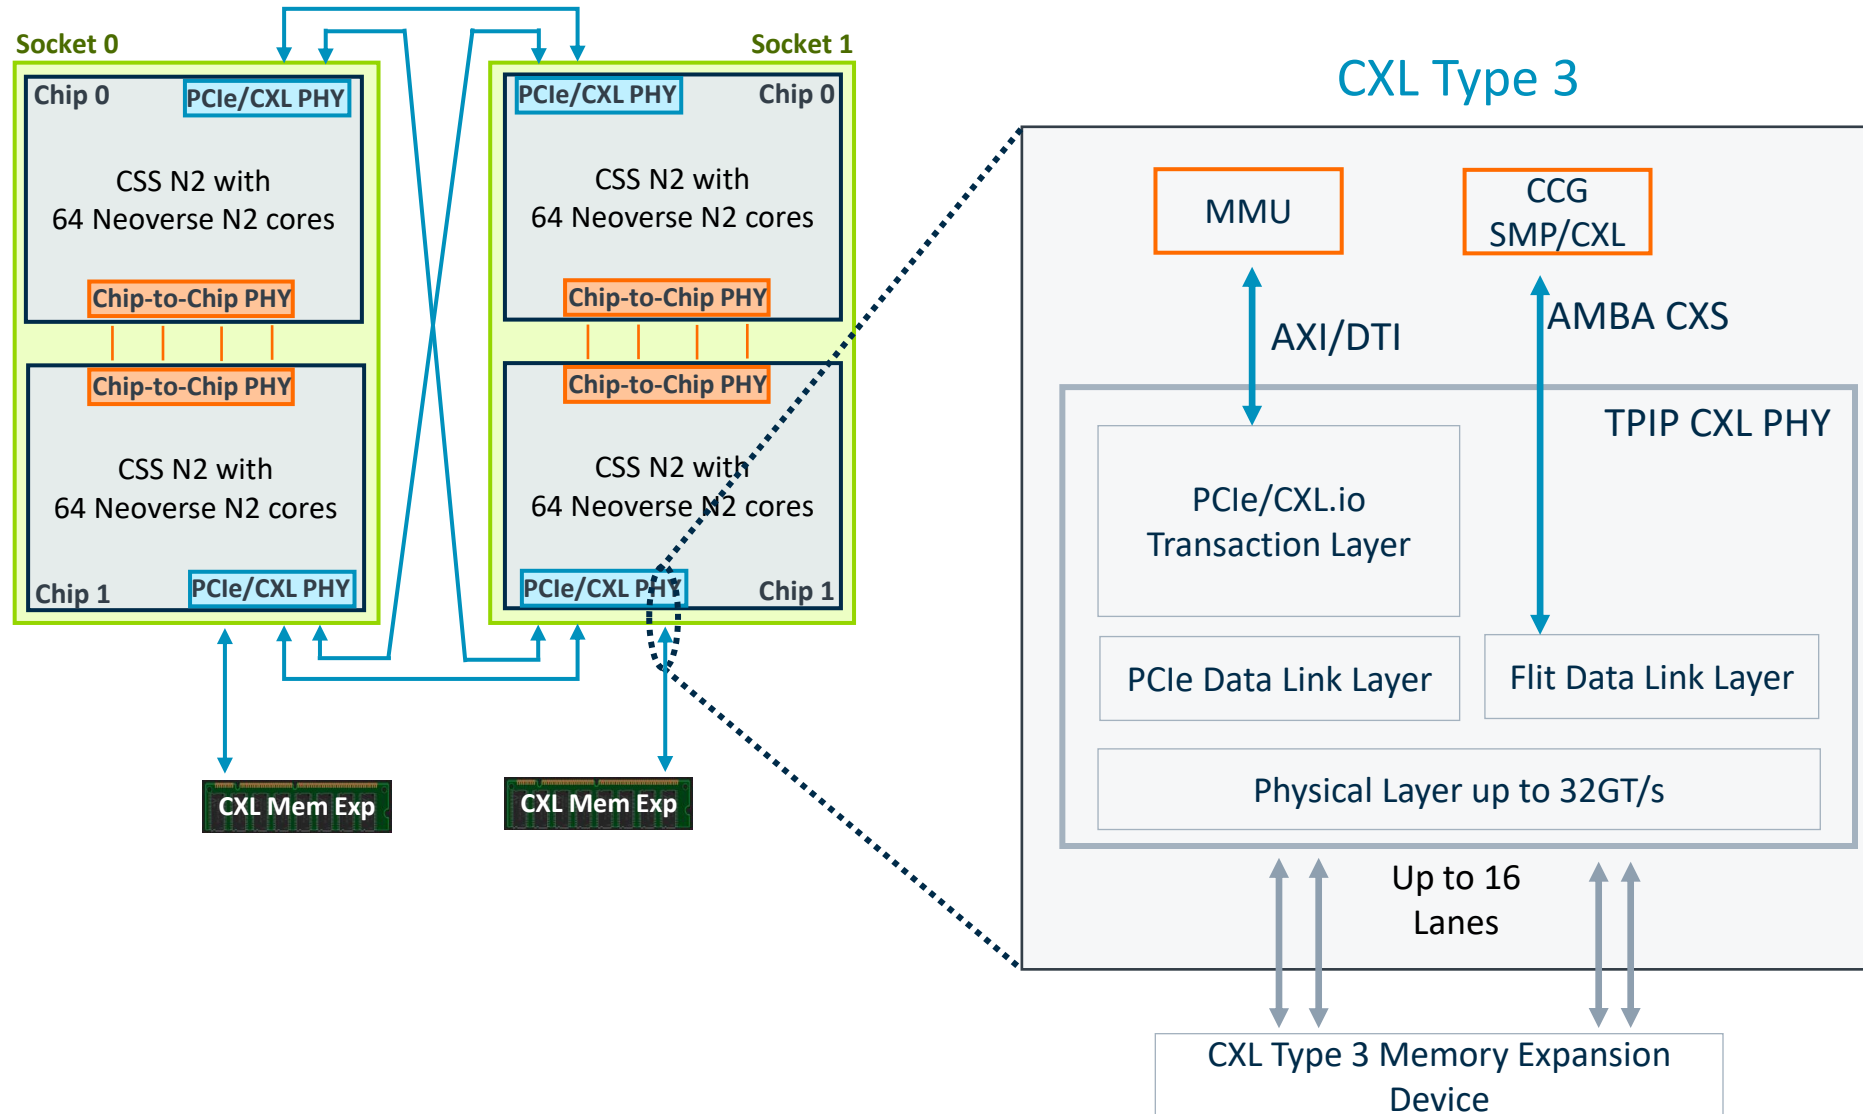 Socket 0
Chip 0
PCIe/CXL PHY
CSS N2 with
64 Neoverse N2 cores
Chip-to-Chip PHY
Chip-to-Chip PHY
CSS N2 with
64 Neoverse N2 cores
Chip 1
PCIe/CXL PHY
CXL Mem Exp
Socket 1
PCIe/CXL PHY
Chip 0
CSS N2 with
64 Neoverse N2 cores
Chip-to-Chip PHY
Chip-to-Chip PHY
CSS N2 with
64 Neoverse N2 cores
PCIe/CXL PHY
Chip 1
CXL Mem Exp
CXL Type 3
MMU
CCG
SMP/CXL
AXI/DTI
AMBA CXS
TPIP CXL PHY
PCIe/CXL.io
Transaction Layer
PCIe Data Link Layer
Flit Data Link Layer
Physical Layer up to 32GT/s
Up to 16
Lanes
CXL Type 3 Memory Expansion
Device